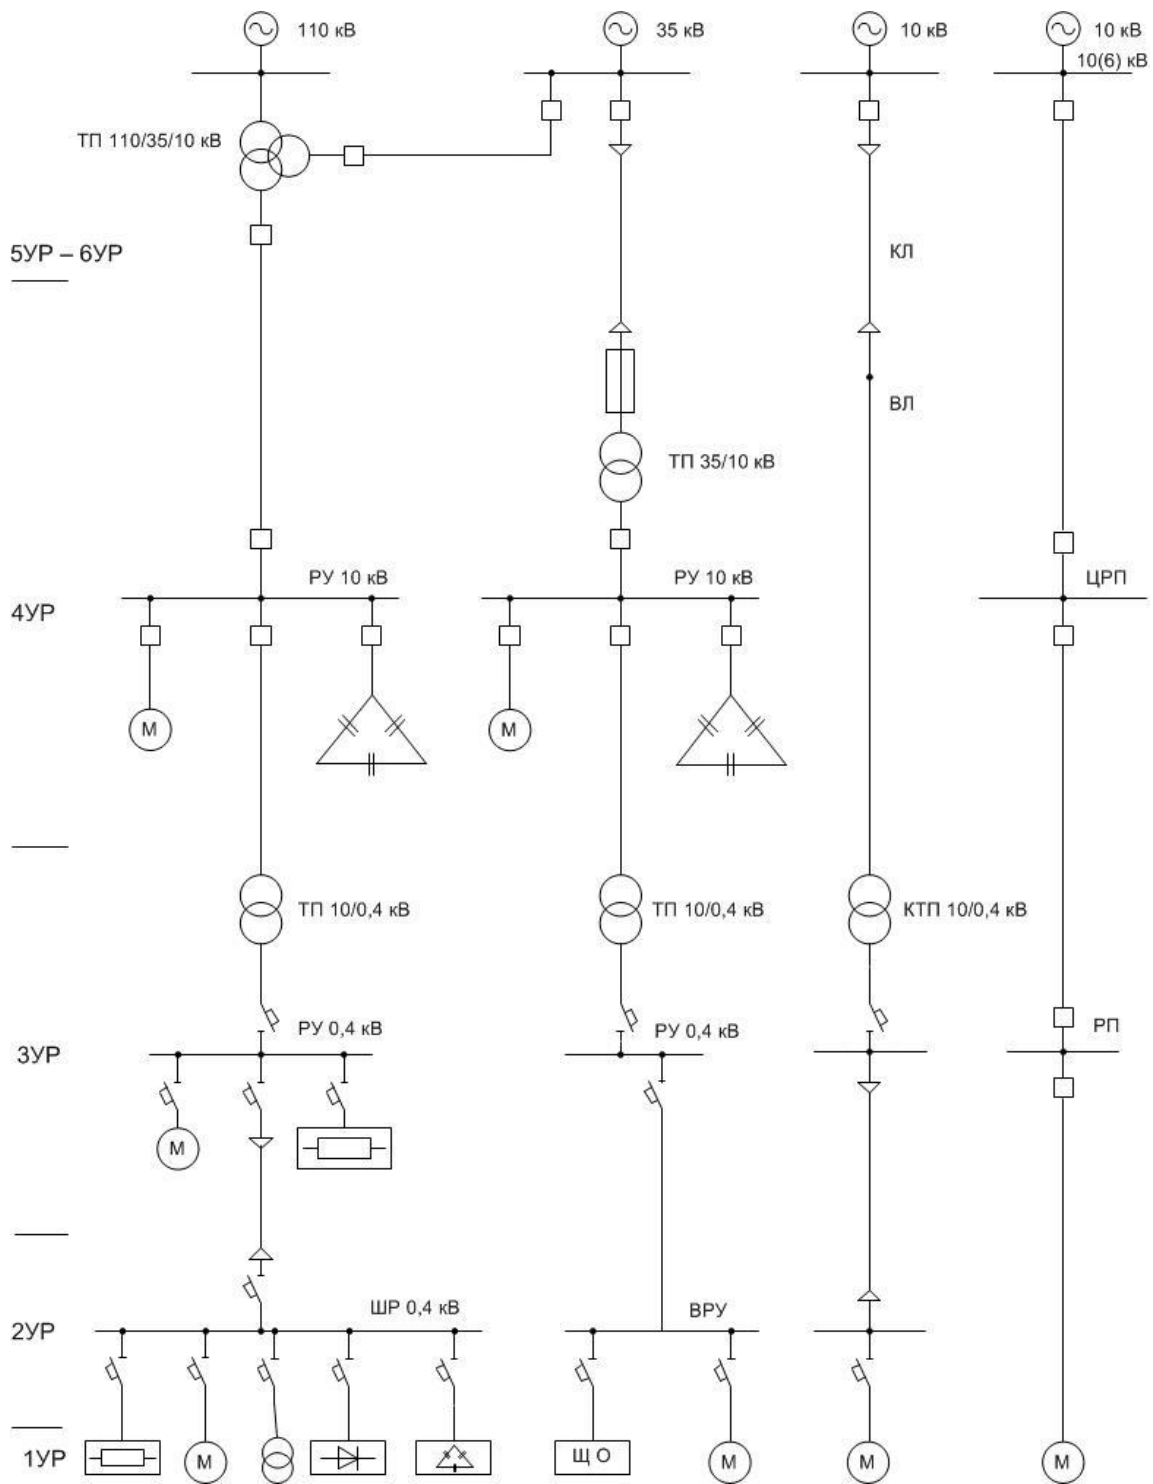 110 кВ
35 кВ
10 кВ
10 кВ
10(6) кВ
ТП 110/35/10 кВ
5УР – 6УР
КЛ
ВЛ
ТП 35/10 кВ
РУ 10 кВ
РУ 10 кВ
ЦРП
4УР
М
М
ТП 10/0,4 кВ
ТП 10/0,4 кВ
КТП 10/0,4 кВ
РУ 0,4 кВ
РУ 0,4 кВ
РП
3УР
М
ШР 0,4 кВ
ВРУ
2УР
1УР
М
Щ О
М
М
М